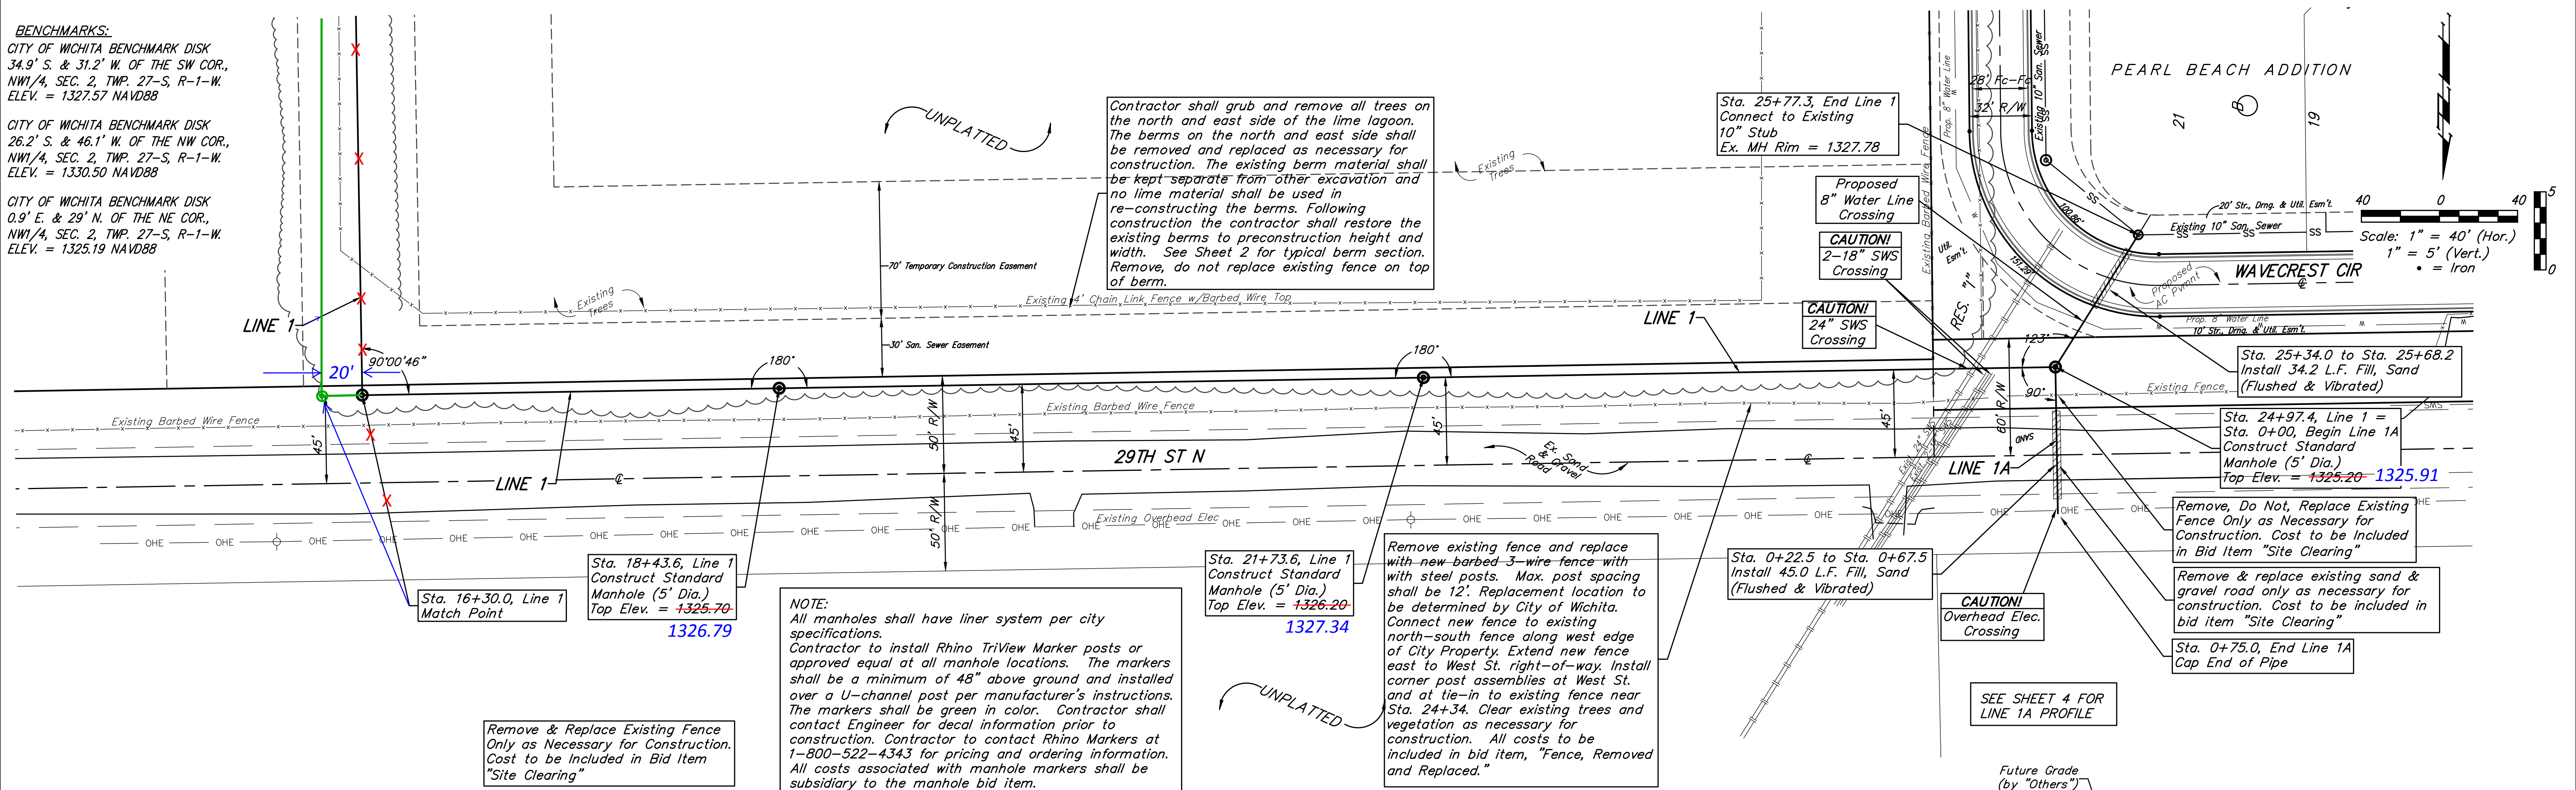 BENCHMARKS:
CITY OF WICHITA BENCHMARK DISK
34.9' S. & 31.2' W. OF THE SW COR.,
NW1/4, SEC. 2, TWP. 27-S, R-1-W.
ELEV. = 1327.57 NAVD88
CITY OF WICHITA BENCHMARK DISK
26.2' S. & 46.1' W. OF THE NW COR.,
NW1/4, SEC. 2, TWP. 27-S, R-1-W.
ELEV. = 1330.50 NAVD88
CITY OF WICHITA BENCHMARK DISK
0.9' E. & 29' N. OF THE NE COR.,
NW1/4, SEC. 2, TWP. 27-S, R-1-W.
ELEV. = 1325.19 NAVD88
LINE 1
90°00'46"
20'
Existing Barbed Wire Fence
45'
LINE 1
Sta. 16+30.0, Line 1
Match Point
Existing
Trees
UNPLATTED
70' Temporary Construction Easement
30' San. Sewer Easement
Existing 4' Chain Link Fence w/Barbed Wire Top
Contractor shall grub and remove all trees on
the north and east side of the lime lagoon.
The berms on the north and east side shall
be removed and replaced as necessary for
construction. The existing berm material shall
be kept separate from other excavation and
no lime material shall be used in
re-constructing the berms. Following
construction the contractor shall restore the
existing berms to preconstruction height and
width. See Sheet 2 for typical berm section.
Remove, do not replace existing fence on top
of berm.
Existing
Trees
180°
180°
LINE 1
Existing Barbed Wire Fence
50' R/W
45'
45'
45'
50' R/W
29TH ST N
Ex. Sand
& Gravel
Road
Existing Overhead Elec
OHE OHE OHE OHE OHE OHE OHE OHE OHE OHE OHE OHE
Sta. 18+43.6, Line 1
Construct Standard
Manhole (5' Dia.)
Top Elev. = 1325.70
1326.79
Remove & Replace Existing Fence
Only as Necessary for Construction.
Cost to be Included in Bid Item
"Site Clearing"
NOTE:
All manholes shall have liner system per city
specifications.
Contractor to install Rhino TriView Marker posts or
approved equal at all manhole locations. The markers
shall be a minimum of 48" above ground and installed
over a U-channel post per manufacturer's instructions.
The markers shall be green in color. Contractor shall
contact Engineer for decal information prior to
construction. Contractor to contact Rhino Markers at
1-800-522-4343 for pricing and ordering information.
All costs associated with manhole markers shall be
subsidiary to the manhole bid item.
Sta. 21+73.6, Line 1
Construct Standard
Manhole (5' Dia.)
Top Elev. = 1326.20
1327.34
UNPLATTED
Remove existing fence and replace
with new barbed 3-wire fence with
with steel posts. Max. post spacing
shall be 12'. Replacement location to
be determined by City of Wichita.
Connect new fence to existing
north-south fence along west edge
of City Property. Extend new fence
east to West St. right-of-way. Install
corner post assemblies at West St.
and at tie-in to existing fence near
Sta. 24+34. Clear existing trees and
vegetation as necessary for
construction. All costs to be
included in bid item, "Fence, Removed
and Replaced."
Sta. 25+77.3, End Line 1
Connect to Existing
10" Stub
Ex. MH Rim = 1327.78
Proposed
8" Water Line
Crossing
CAUTION!
2-18" SWS
Crossing
CAUTION!
24" SWS
Crossing
Existing Barbed Wire Fence
Util.
Esm't.
RES. "1"
Prop. 8" Water Line
28' Fc-Fc
32' R/W
Existing 10" San. Sewer
SS
SS
SS
100.86'
151.29'
PEARL BEACH ADDITION
21
B
19
20' Str., Drng. & Util. Esm't.
Existing 10" San. Sewer
SS SS SS
WAVECREST CIR
Proposed
AC Pvmnt
Prop. 8" Water Line
10' Str., Drng. & Util. Esm't.
40 0 40
5
0
Scale: 1" = 40' (Hor.)
1" = 5' (Vert.)
• = Iron
123°
90°
60' R/W
SAND
LINE 1A
Existing Fence
SMS
Sta. 25+34.0 to Sta. 25+68.2
Install 34.2 L.F. Fill, Sand
(Flushed & Vibrated)
Sta. 24+97.4, Line 1 =
Sta. 0+00, Begin Line 1A
Construct Standard
Manhole (5' Dia.)
Top Elev. = 1325.20
1325.91
Sta. 0+22.5 to Sta. 0+67.5
Install 45.0 L.F. Fill, Sand
(Flushed & Vibrated)
CAUTION!
Overhead Elec.
Crossing
Remove, Do Not, Replace Existing
Fence Only as Necessary for
Construction. Cost to be Included
in Bid Item "Site Clearing"
Remove & replace existing sand &
gravel road only as necessary for
construction. Cost to be included in
bid item "Site Clearing"
Sta. 0+75.0, End Line 1A
Cap End of Pipe
SEE SHEET 4 FOR
LINE 1A PROFILE
Future Grade
(by "Others")